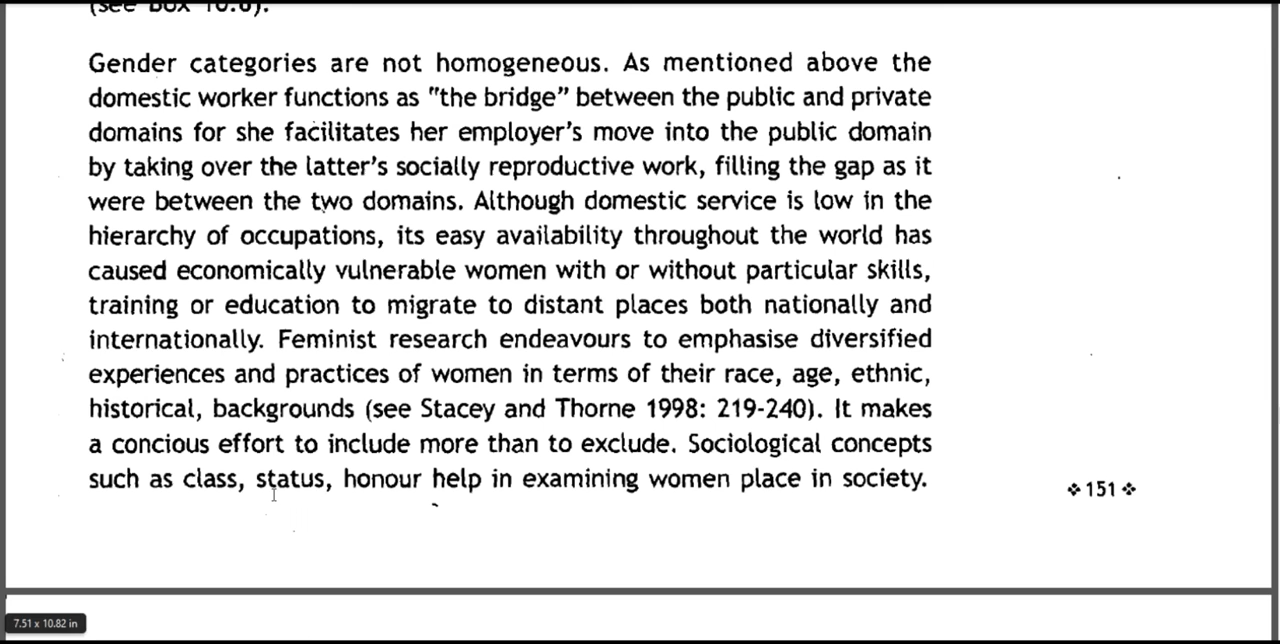 (see Box 10.6).
Gender categories are not homogeneous. As mentioned above the
domestic worker functions as "the bridge" between the public and private
domains for she facilitates her employer's move into the public domain
by taking over the latter's socially reproductive work, filling the gap as it
were between the two domains. Although domestic service is low in the
hierarchy of occupations, its easy availability throughout the world has
caused economically vulnerable women with or without particular skills,
training or education to migrate to distant places both nationally and
internationally. Feminist research endeavours to emphasise diversified
experiences and practices of women in terms of their race, age, ethnic,
historical, backgrounds (see Stacey and Thorne 1998: 219-240). It makes
a concious effort to include more than to exclude. Sociological concepts
such as class, status, honour help in examining women place in society.
❖ 151 ❖
7.51 x 10.82 in